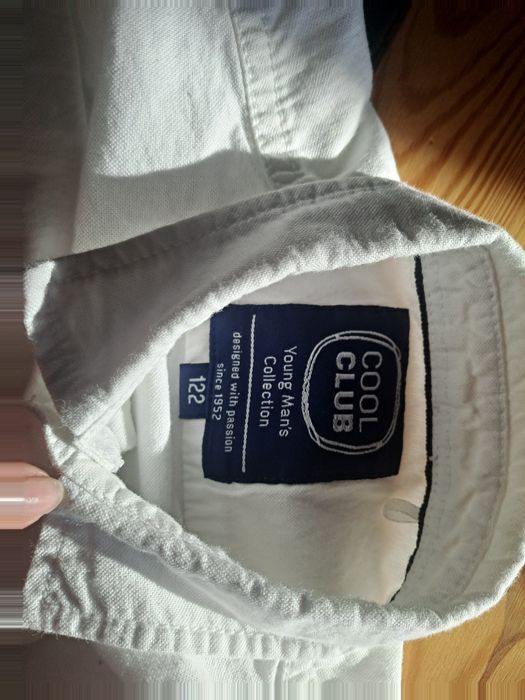 COOL
CLUB
Young Man's
Collection
designed with passion
since 1952
122